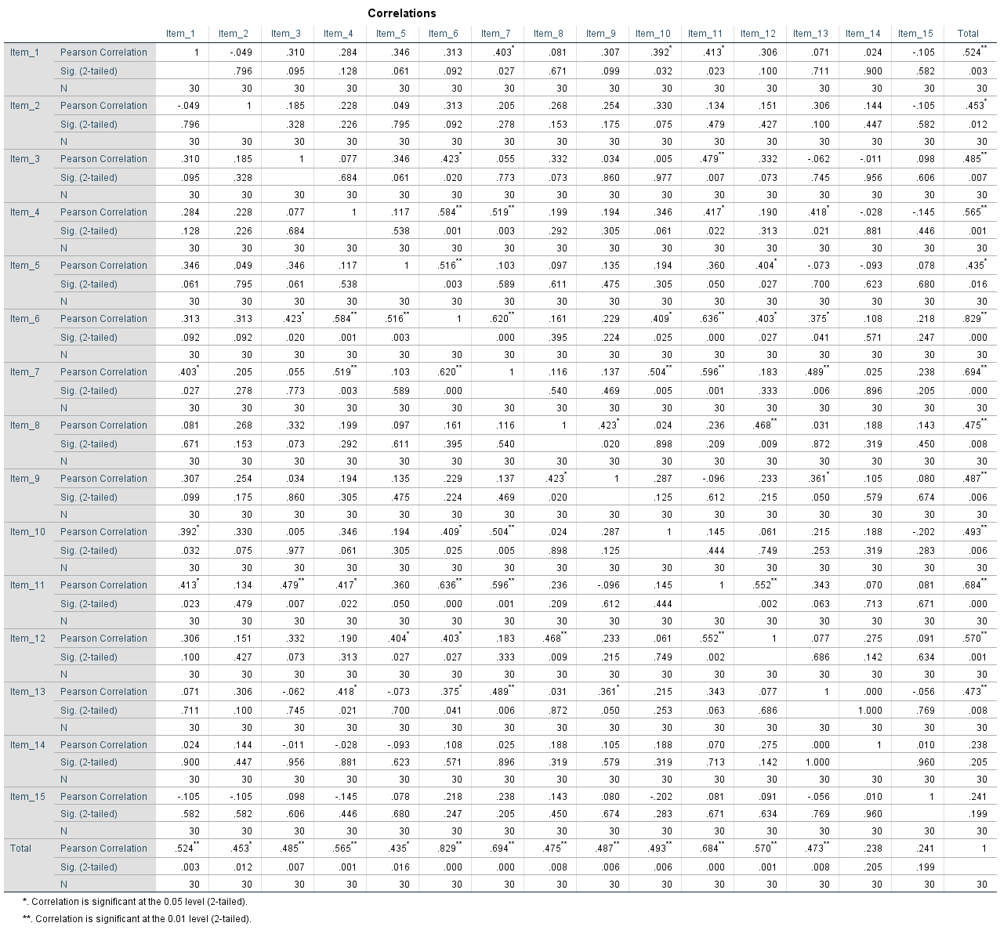 Correlations
Item_1 Item_2 Item_3 Item_4 Item_5 Item_6 Item_7 Item_8 Item_9 Item_10 Item_11 Item_12 Item_13 Item_14 Item_15 Total
Item_1 Pearson Correlation 1 -.049 .310 .284 .346 .313 .403* .081 .307 .392* .413* .306 .071 .024 -.105 .524**
Sig. (2-tailed) .796 .095 .128 .061 .092 .027 .671 .099 .032 .023 .100 .711 .900 .582 .003
N 30 30 30 30 30 30 30 30 30 30 30 30 30 30 30 30
Item_2 Pearson Correlation -.049 1 .185 .228 .049 .313 .205 .268 .254 .330 .134 .151 .306 .144 -.105 .453*
Sig. (2-tailed) .796 .328 .226 .795 .092 .278 .153 .175 .075 .479 .427 .100 .447 .582 .012
N 30 30 30 30 30 30 30 30 30 30 30 30 30 30 30 30
Item_3 Pearson Correlation .310 .185 1 .077 .346 .423* .055 .332 .034 .005 .479** .332 -.062 -.011 .098 .485**
Sig. (2-tailed) .095 .328 .684 .061 .020 .773 .073 .860 .977 .007 .073 .745 .956 .606 .007
N 30 30 30 30 30 30 30 30 30 30 30 30 30 30 30 30
Item_4 Pearson Correlation .284 .228 .077 1 .117 .584** .519** .199 .194 .346 .417* .190 .418* -.028 -.145 .565**
Sig. (2-tailed) .128 .226 .684 .538 .001 .003 .292 .305 .061 .022 .313 .021 .881 .446 .001
N 30 30 30 30 30 30 30 30 30 30 30 30 30 30 30 30
Item_5 Pearson Correlation .346 .049 .346 .117 1 .516** .103 .097 .135 .194 .360 .404* -.073 -.093 .078 .435*
Sig. (2-tailed) .061 .795 .061 .538 .003 .589 .611 .475 .305 .050 .027 .700 .623 .680 .016
N 30 30 30 30 30 30 30 30 30 30 30 30 30 30 30 30
Item_6 Pearson Correlation .313 .313 .423* .584** .516** 1 .620** .161 .229 .409* .636** .403* .375* .108 .218 .829**
Sig. (2-tailed) .092 .092 .020 .001 .003 .000 .395 .224 .025 .000 .027 .041 .571 .247 .000
N 30 30 30 30 30 30 30 30 30 30 30 30 30 30 30 30
Item_7 Pearson Correlation .403* .205 .055 .519** .103 .620** 1 .116 .137 .504** .596** .183 .489** .025 .238 .694**
Sig. (2-tailed) .027 .278 .773 .003 .589 .000 .540 .469 .005 .001 .333 .006 .896 .205 .000
N 30 30 30 30 30 30 30 30 30 30 30 30 30 30 30 30
Item_8 Pearson Correlation .081 .268 .332 .199 .097 .161 .116 1 .423* .024 .236 .468** .031 .188 .143 .475**
Sig. (2-tailed) .671 .153 .073 .292 .611 .395 .540 .020 .898 .209 .009 .872 .319 .450 .008
N 30 30 30 30 30 30 30 30 30 30 30 30 30 30 30 30
Item_9 Pearson Correlation .307 .254 .034 .194 .135 .229 .137 .423* 1 .287 -.096 .233 .361* .105 .080 .487**
Sig. (2-tailed) .099 .175 .860 .305 .475 .224 .469 .020 .125 .612 .215 .050 .579 .674 .006
N 30 30 30 30 30 30 30 30 30 30 30 30 30 30 30 30
Item_10 Pearson Correlation .392* .330 .005 .346 .194 .409* .504** .024 .287 1 .145 .061 .215 .188 -.202 .493**
Sig. (2-tailed) .032 .075 .977 .061 .305 .025 .005 .898 .125 .444 .749 .253 .319 .283 .006
N 30 30 30 30 30 30 30 30 30 30 30 30 30 30 30 30
Item_11 Pearson Correlation .413* .134 .479** .417* .360 .636** .596** .236 -.096 .145 1 .552** .343 .070 .081 .684**
Sig. (2-tailed) .023 .479 .007 .022 .050 .000 .001 .209 .612 .444 .002 .063 .713 .671 .000
N 30 30 30 30 30 30 30 30 30 30 30 30 30 30 30 30
Item_12 Pearson Correlation .306 .151 .332 .190 .404* .403* .183 .468** .233 .061 .552** 1 .077 .275 .091 .570**
Sig. (2-tailed) .100 .427 .073 .313 .027 .027 .333 .009 .215 .749 .002 .686 .142 .634 .001
N 30 30 30 30 30 30 30 30 30 30 30 30 30 30 30 30
Item_13 Pearson Correlation .071 .306 -.062 .418* -.073 .375* .489** .031 .361* .215 .343 .077 1 .000 -.056 .473**
Sig. (2-tailed) .711 .100 .745 .021 .700 .041 .006 .872 .050 .253 .063 .686 1.000 .769 .008
N 30 30 30 30 30 30 30 30 30 30 30 30 30 30 30 30
Item_14 Pearson Correlation .024 .144 -.011 -.028 -.093 .108 .025 .188 .105 .188 .070 .275 .000 1 .010 .238
Sig. (2-tailed) .900 .447 .956 .881 .623 .571 .896 .319 .579 .319 .713 .142 1.000 .960 .205
N 30 30 30 30 30 30 30 30 30 30 30 30 30 30 30 30
Item_15 Pearson Correlation -.105 -.105 .098 -.145 .078 .218 .238 .143 .080 -.202 .081 .091 -.056 .010 1 .241
Sig. (2-tailed) .582 .582 .606 .446 .680 .247 .205 .450 .674 .283 .671 .634 .769 .960 .199
N 30 30 30 30 30 30 30 30 30 30 30 30 30 30 30 30
Total Pearson Correlation .524** .453* .485** .565** .435* .829** .694** .475** .487** .493** .684** .570** .473** .238 .241 1
Sig. (2-tailed) .003 .012 .007 .001 .016 .000 .000 .008 .006 .006 .000 .001 .008 .205 .199
N 30 30 30 30 30 30 30 30 30 30 30 30 30 30 30 30
*. Correlation is significant at the 0.05 level (2-tailed).
**. Correlation is significant at the 0.01 level (2-tailed).